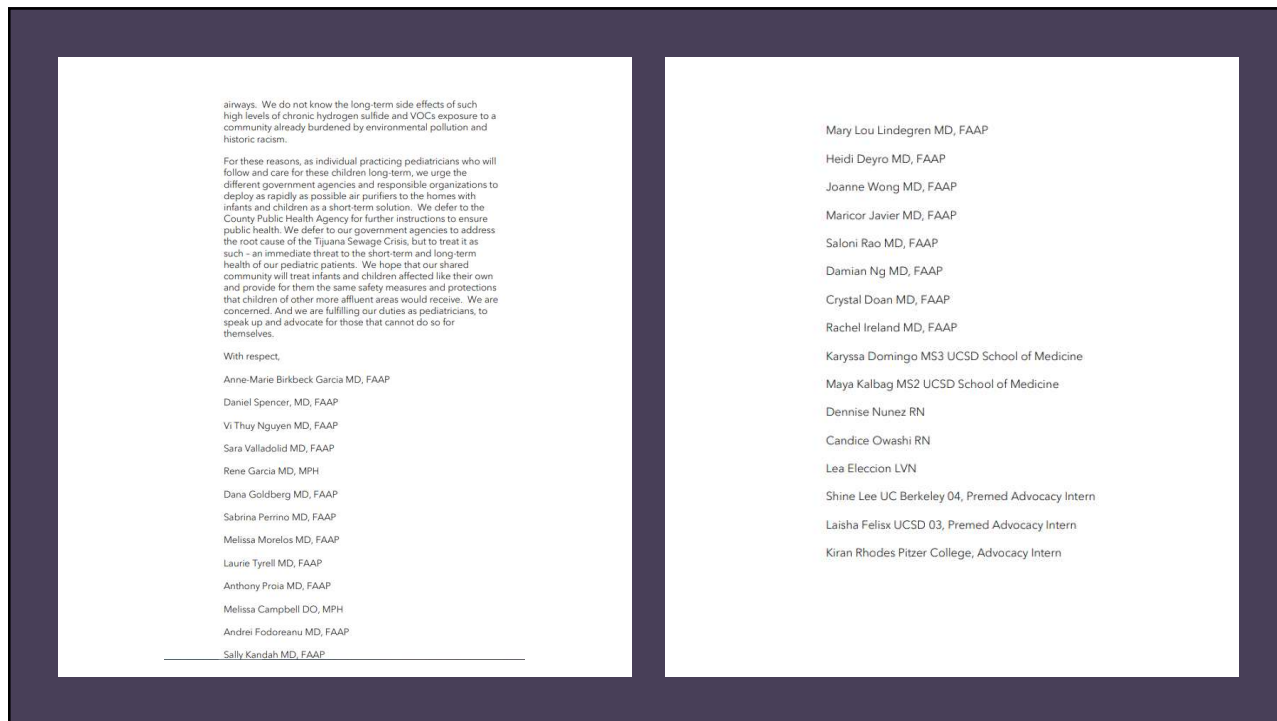 airways. We do not know the long-term side effects of such
high levels of chronic hydrogen sulfide and VOCs exposure to a
community already burdened by environmental pollution and
historic racism.
For these reasons, as individual practicing pediatricians who will
follow and care for these children long-term, we urge the
different government agencies and responsible organizations to
deploy as rapidly as possible air purifiers to the homes with
infants and children as a short-term solution. We defer to the
County Public Health Agency for further instructions to ensure
public health. We defer to our government agencies to address
the root cause of the Tijuana Sewage Crisis, but to treat it as
such – an immediate threat to the short-term and long-term
health of our pediatric patients. We hope that our shared
community will treat infants and children affected like their own
and provide for them the same safety measures and protections
that children of other more affluent areas would receive. We are
concerned. And we are fulfilling our duties as pediatricians, to
speak up and advocate for those that cannot do so for
themselves.
With respect,
Anne-Marie Birkbeck Garcia MD, FAAP
Daniel Spencer, MD, FAAP
Vi Thuy Nguyen MD, FAAP
Sara Valladolid MD, FAAP
Rene Garcia MD, MPH
Dana Goldberg MD, FAAP
Sabrina Perrino MD, FAAP
Melissa Morelos MD, FAAP
Laurie Tyrell MD, FAAP
Anthony Proia MD, FAAP
Melissa Campbell DO, MPH
Andrei Fodoreanu MD, FAAP
Sally Kandah MD, FAAP
Mary Lou Lindegren MD, FAAP
Heidi Deyro MD, FAAP
Joanne Wong MD, FAAP
Maricor Javier MD, FAAP
Saloni Rao MD, FAAP
Damian Ng MD, FAAP
Crystal Doan MD, FAAP
Rachel Ireland MD, FAAP
Karyssa Domingo MS3 UCSD School of Medicine
Maya Kalbag MS2 UCSD School of Medicine
Dennise Nunez RN
Candice Owashi RN
Lea Eleccion LVN
Shine Lee UC Berkeley 04, Premed Advocacy Intern
Laisha Felisx UCSD 03, Premed Advocacy Intern
Kiran Rhodes Pitzer College, Advocacy Intern